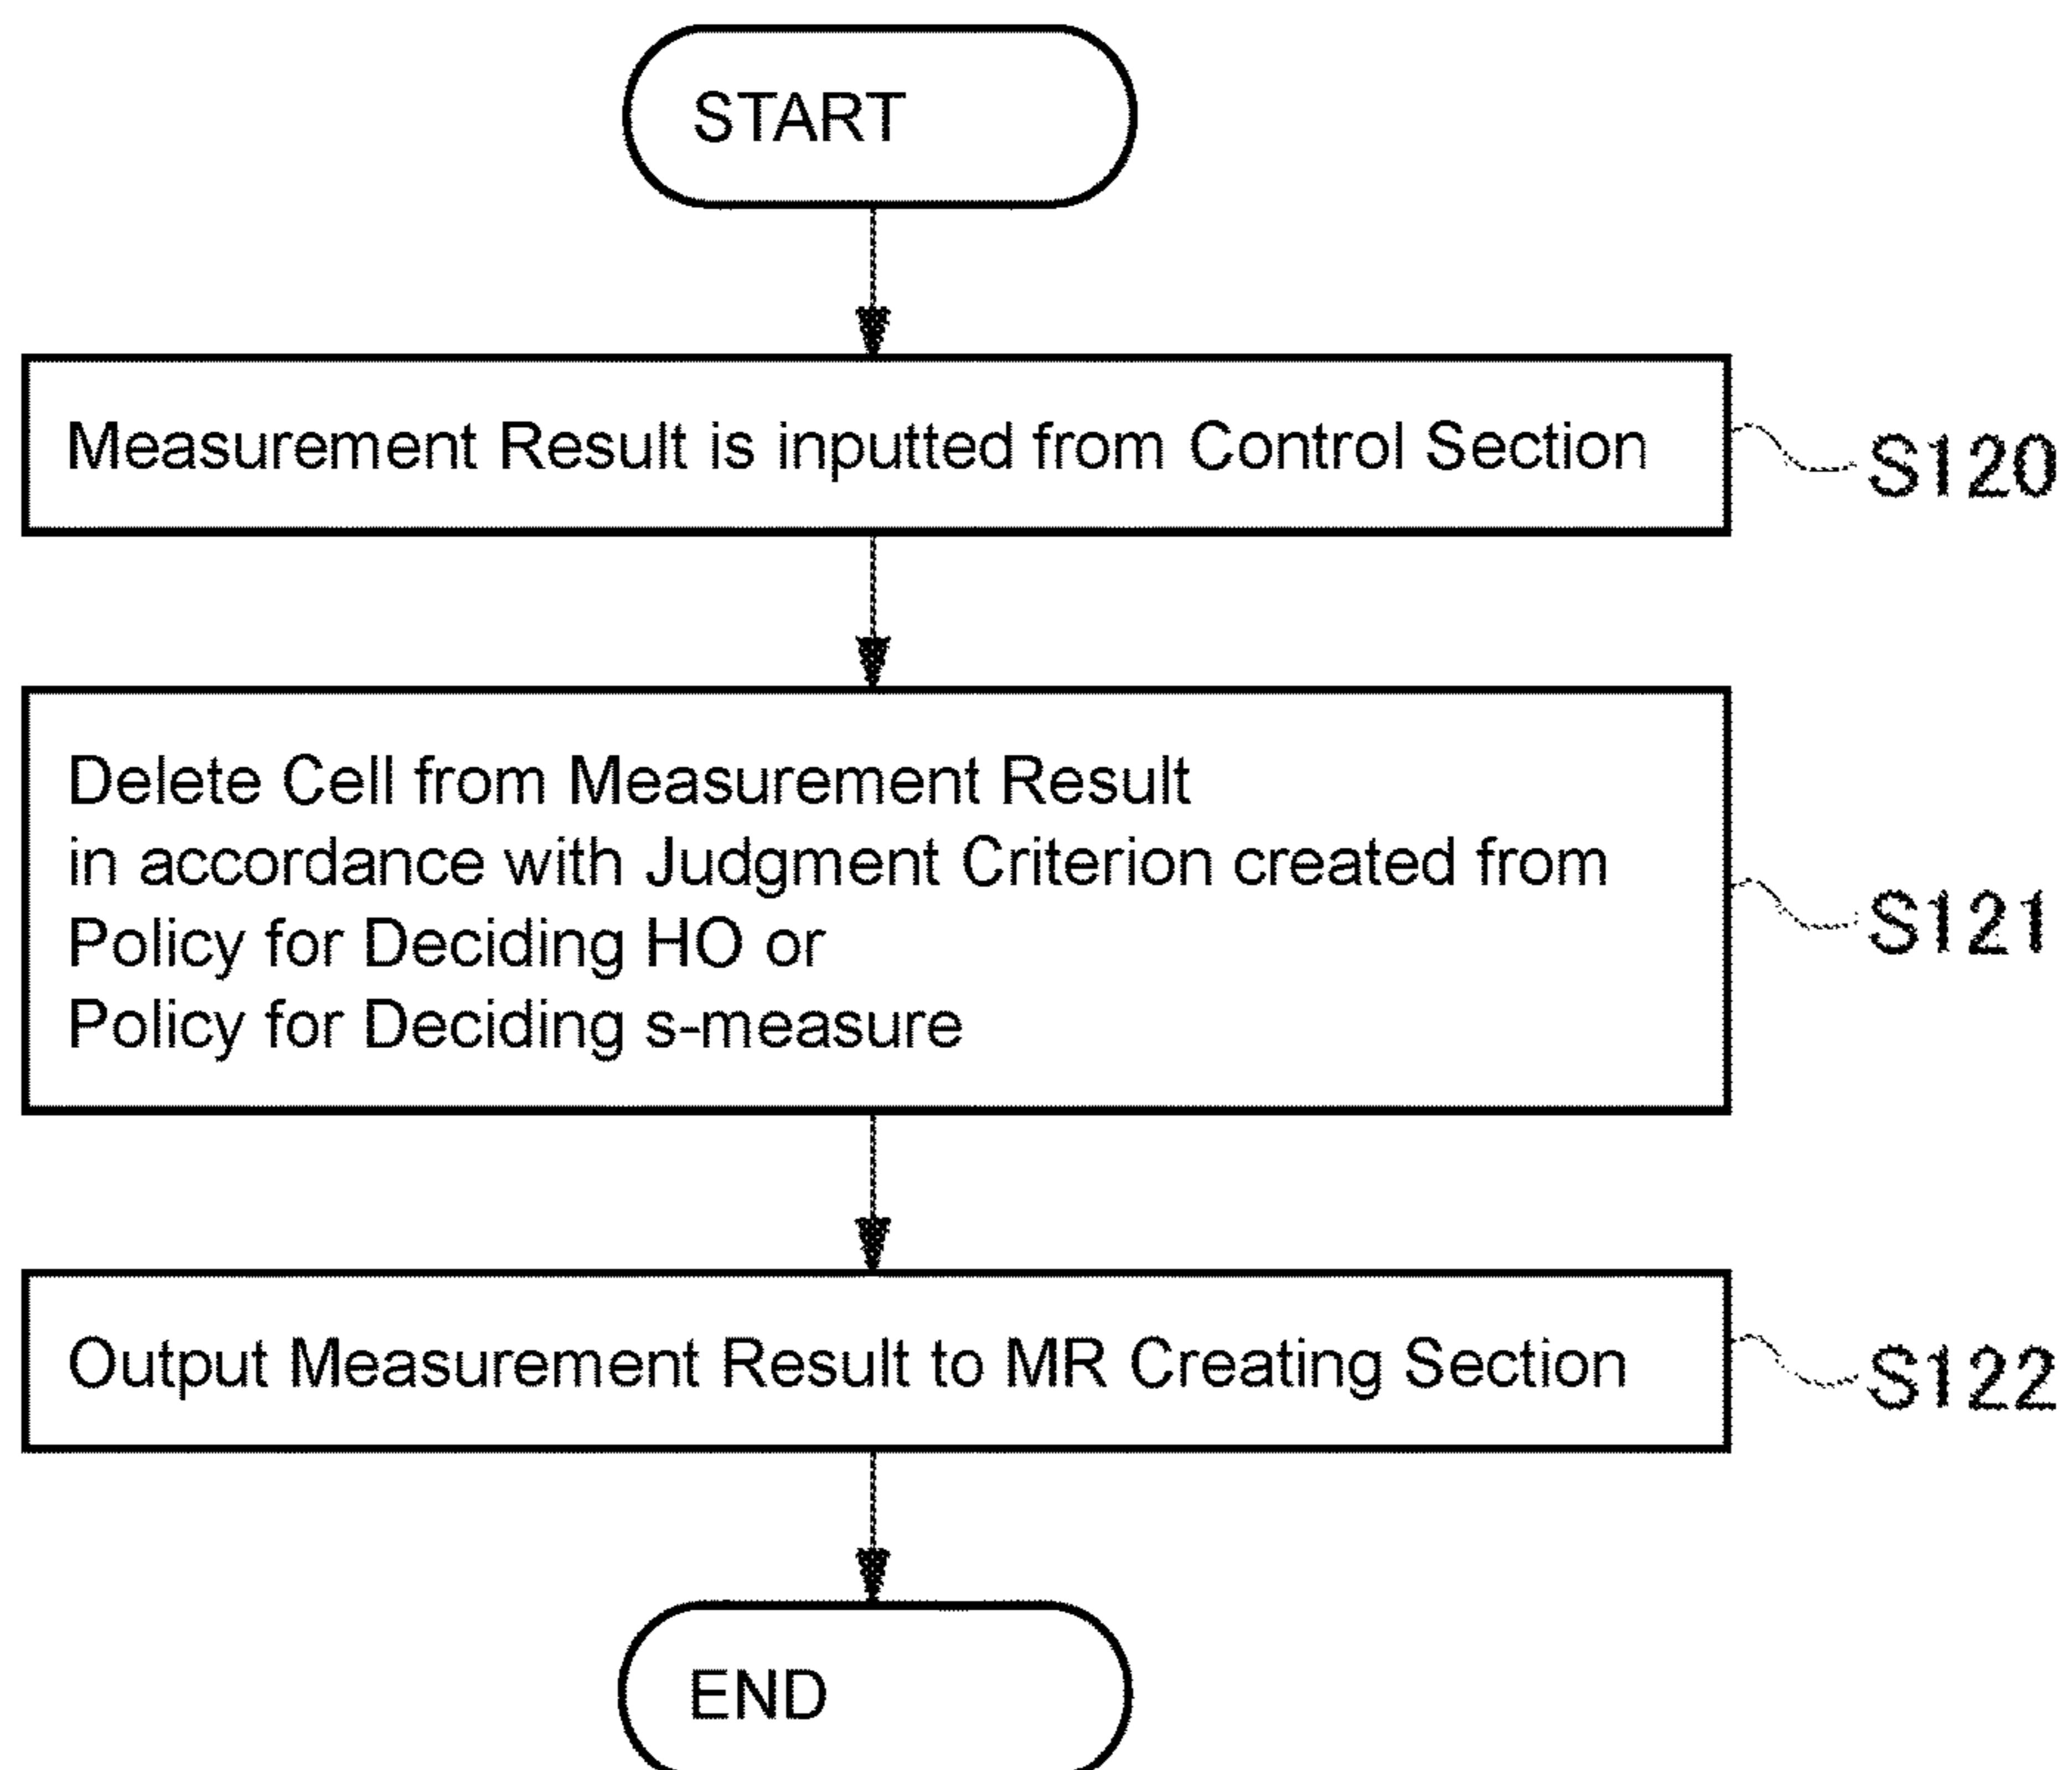 START
Measurement Result is inputted from Control Section
S120
Delete Cell from Measurement Result
in accordance with Judgment Criterion created from
Policy for Deciding HO or
Policy for Deciding s-measure
S121
Output Measurement Result to MR Creating Section
S122
END